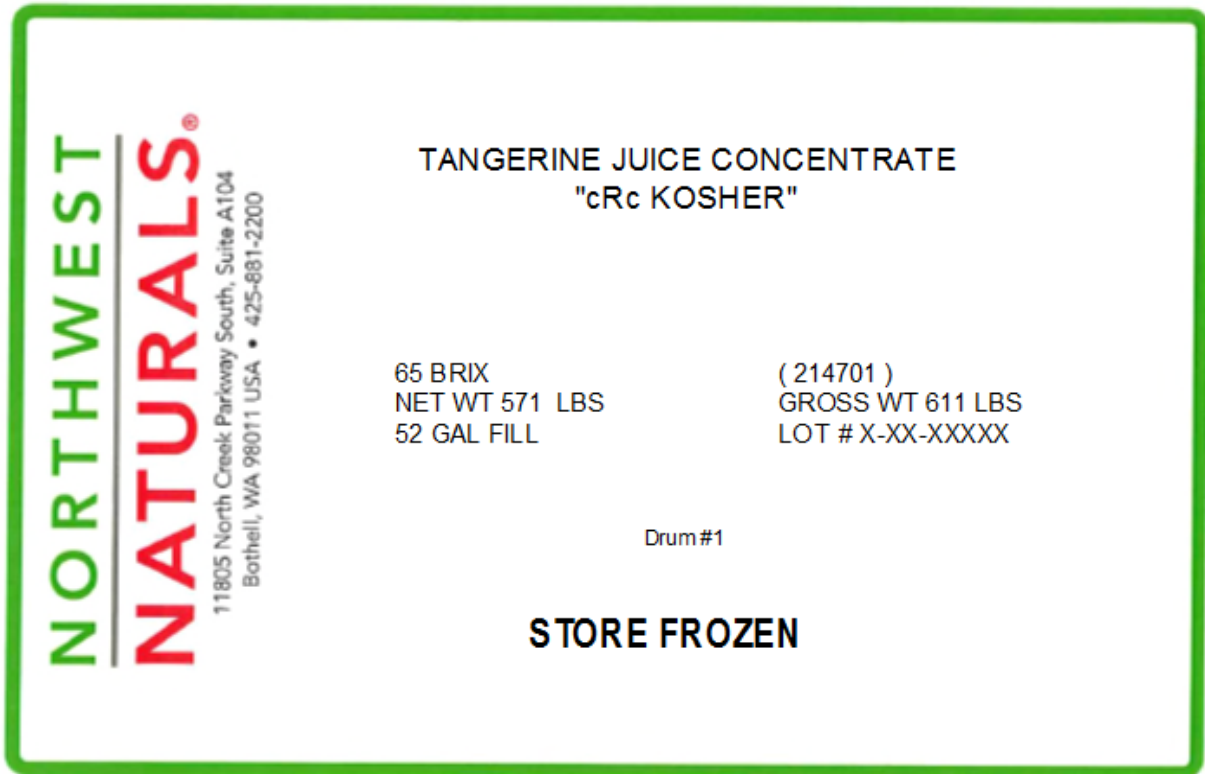 NORTHWEST
NATURALS®
11805 North Creek Parkway South, Suite A104
Bothell, WA 98011 USA • 425-881-2200
TANGERINE JUICE CONCENTRATE
"cRc KOSHER"
65 BRIX ( 214701 )
NET WT 571 LBS GROSS WT 611 LBS
52 GAL FILL LOT # X-XX-XXXXX
Drum #1
STORE FROZEN